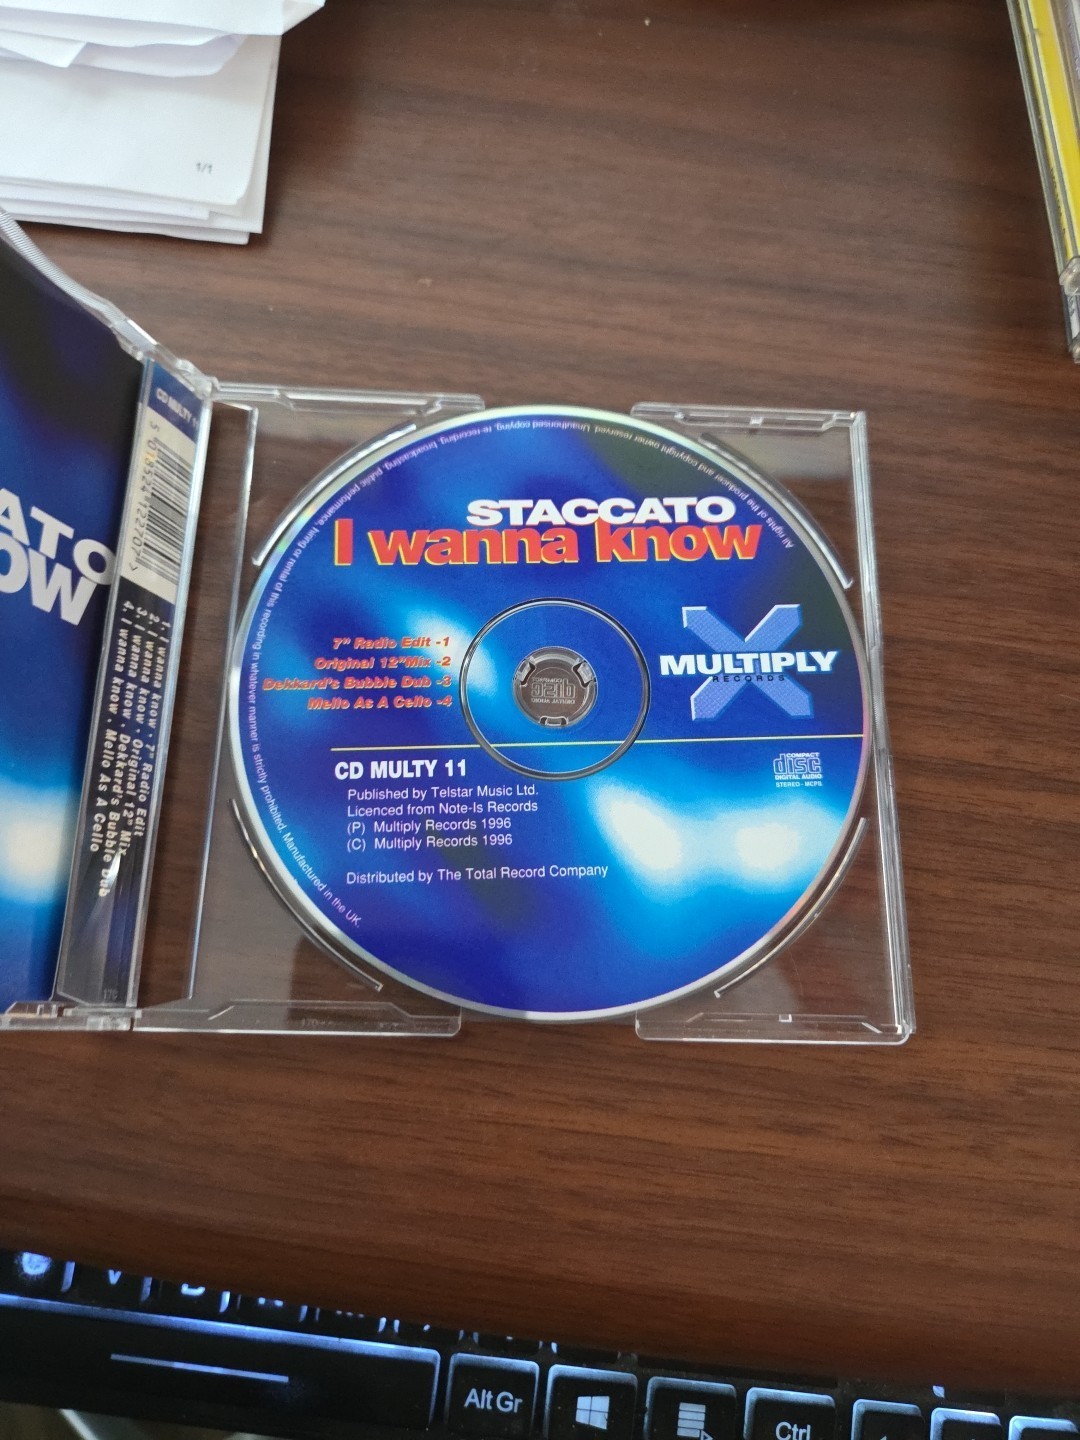 1/1
CD MULTY 11
5 018524 122707 >
1. I wanna know · 7" Radio Edit
2. I wanna know · Original 12" Mix
3. I wanna know · Dekkard's Bubble Dub
4. I wanna know · Mello As A Cello
ATO
OW
All rights of the producer and copyright owner reserved. Unauthorised copying, re-recording, broadcasting, public performance, hiring or rental of this recording in whatever manner is strictly prohibited. Manufactured in the UK.
STACCATO
I wanna know
7" Radio Edit -1
Original 12"Mix -2
Dekkard's Bubble Dub -3
Mello As A Cello -4
MULTIPLY
RECORDS
COMPACT
disc
DIGITAL AUDIO
STEREO - MCPS
CD MULTY 11
Published by Telstar Music Ltd.
Licenced from Note-Is Records
(P) Multiply Records 1996
(C) Multiply Records 1996
Distributed by The Total Record Company
V
B
Alt Gr
Ctrl